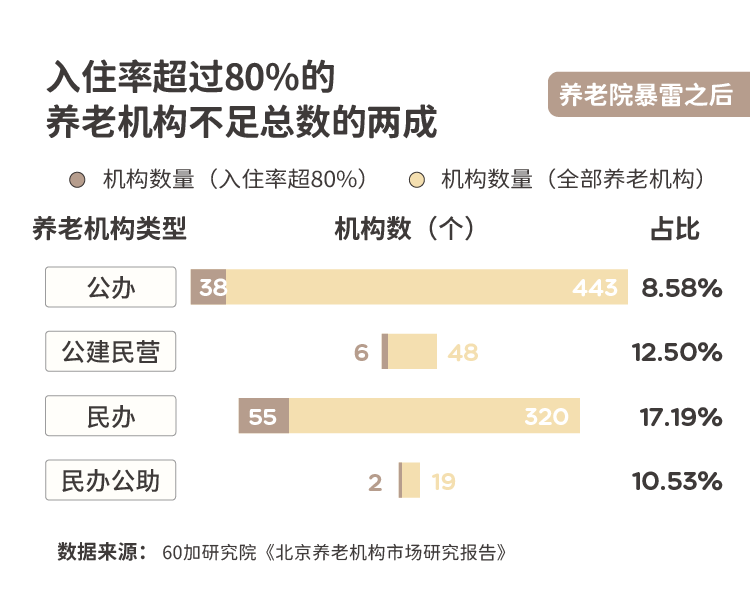 入住率超过80%的
养老机构不足总数的两成
养老院暴雷之后
机构数量（入住率超80%） 机构数量（全部养老机构）
养老机构类型 机构数（个） 占比
公办 38 443 8.58%
公建民营 6 48 12.50%
民办 55 320 17.19%
民办公助 2 19 10.53%
数据来源： 60加研究院《北京养老机构市场研究报告》